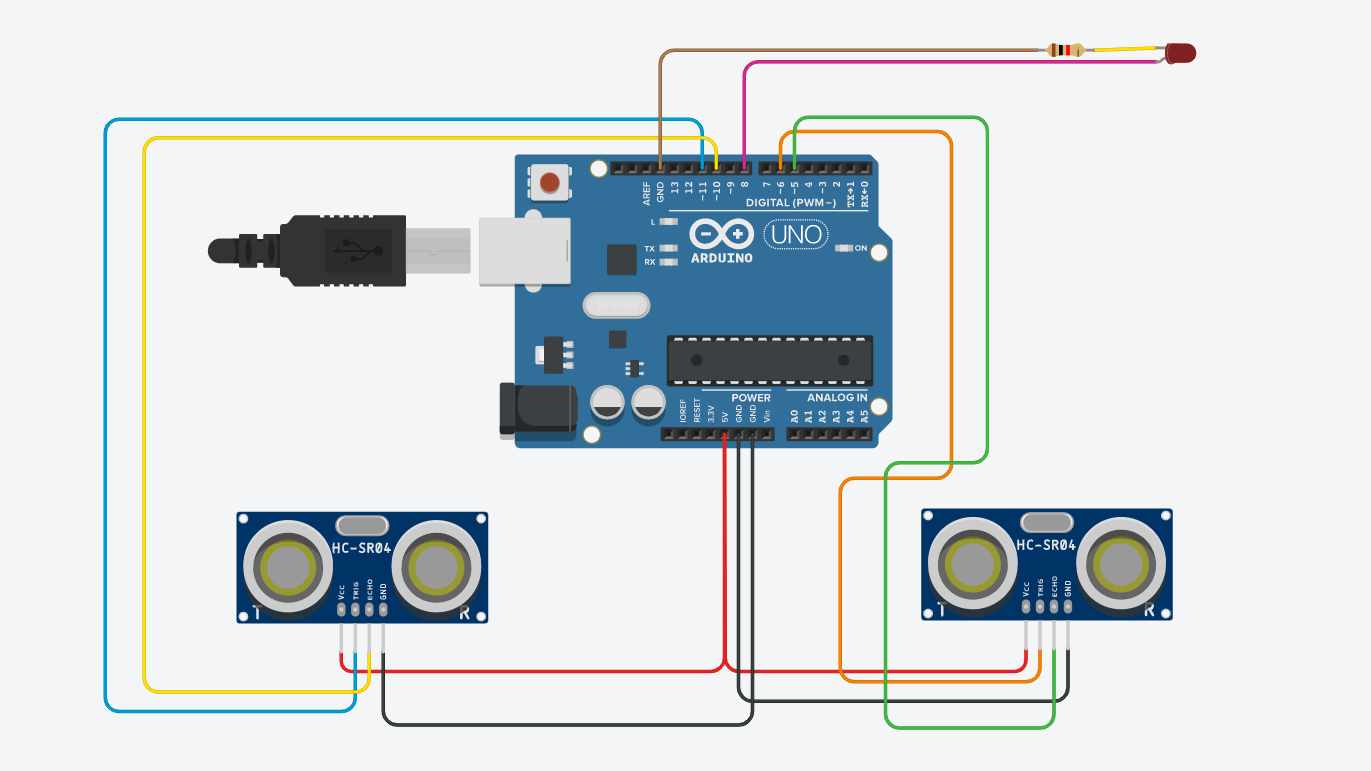 AREF
GND
13
12
~11
~10
~9
8
7
~6
~5
4
~3
2
TX→1
RX←0
DIGITAL (PWM ~)
L
TX
RX
UNO
ON
ARDUINO
POWER
ANALOG IN
IOREF
RESET
3.3V
5V
GND
GND
Vin
A0
A1
A2
A3
A4
A5
HC-SR04
VCC
TRIG
ECHO
GND
T
R
HC-SR04
VCC
TRIG
ECHO
GND
T
R